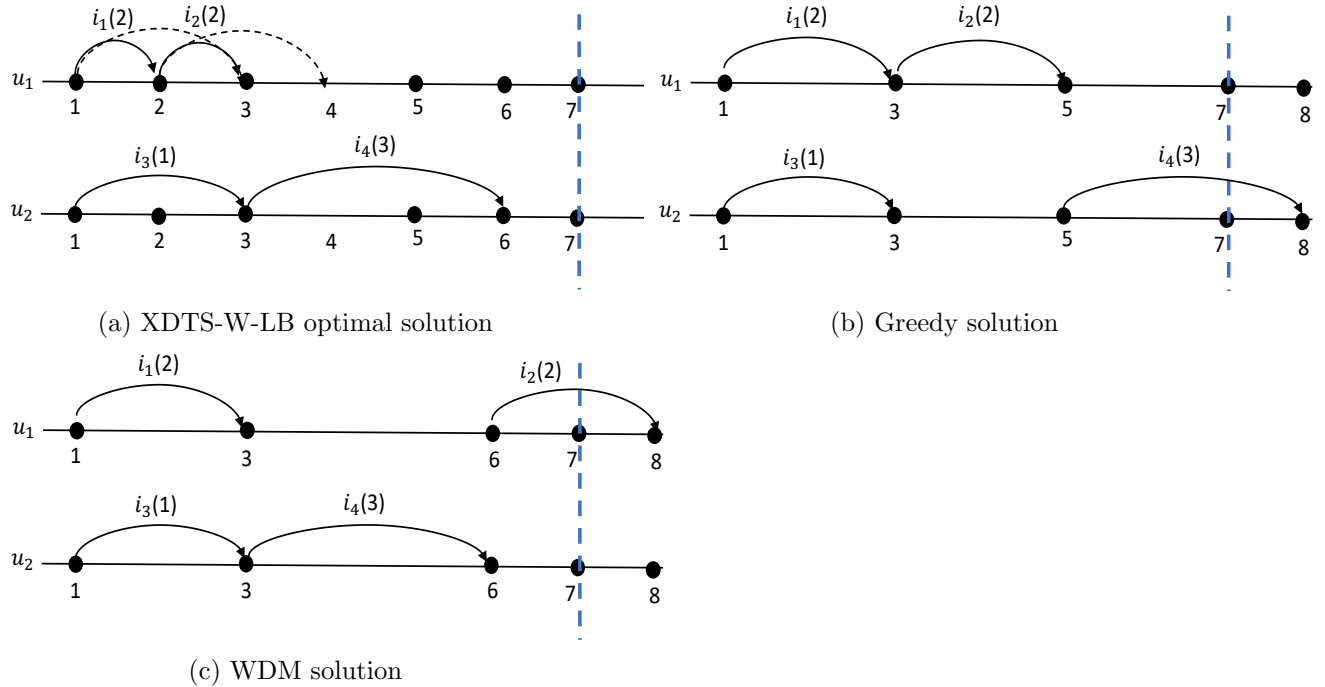 i₁(2) i₂(2)
u₁
1 2 3 4 5 6 7
i₃(1) i₄(3)
u₂
1 2 3 4 5 6 7
(a) XDTS-W-LB optimal solution
i₁(2) i₂(2)
u₁
1 3 5 7 8
i₃(1) i₄(3)
u₂
1 3 5 7 8
(b) Greedy solution
i₁(2) i₂(2)
u₁
1 3 6 7 8
i₃(1) i₄(3)
u₂
1 3 6 7 8
(c) WDM solution